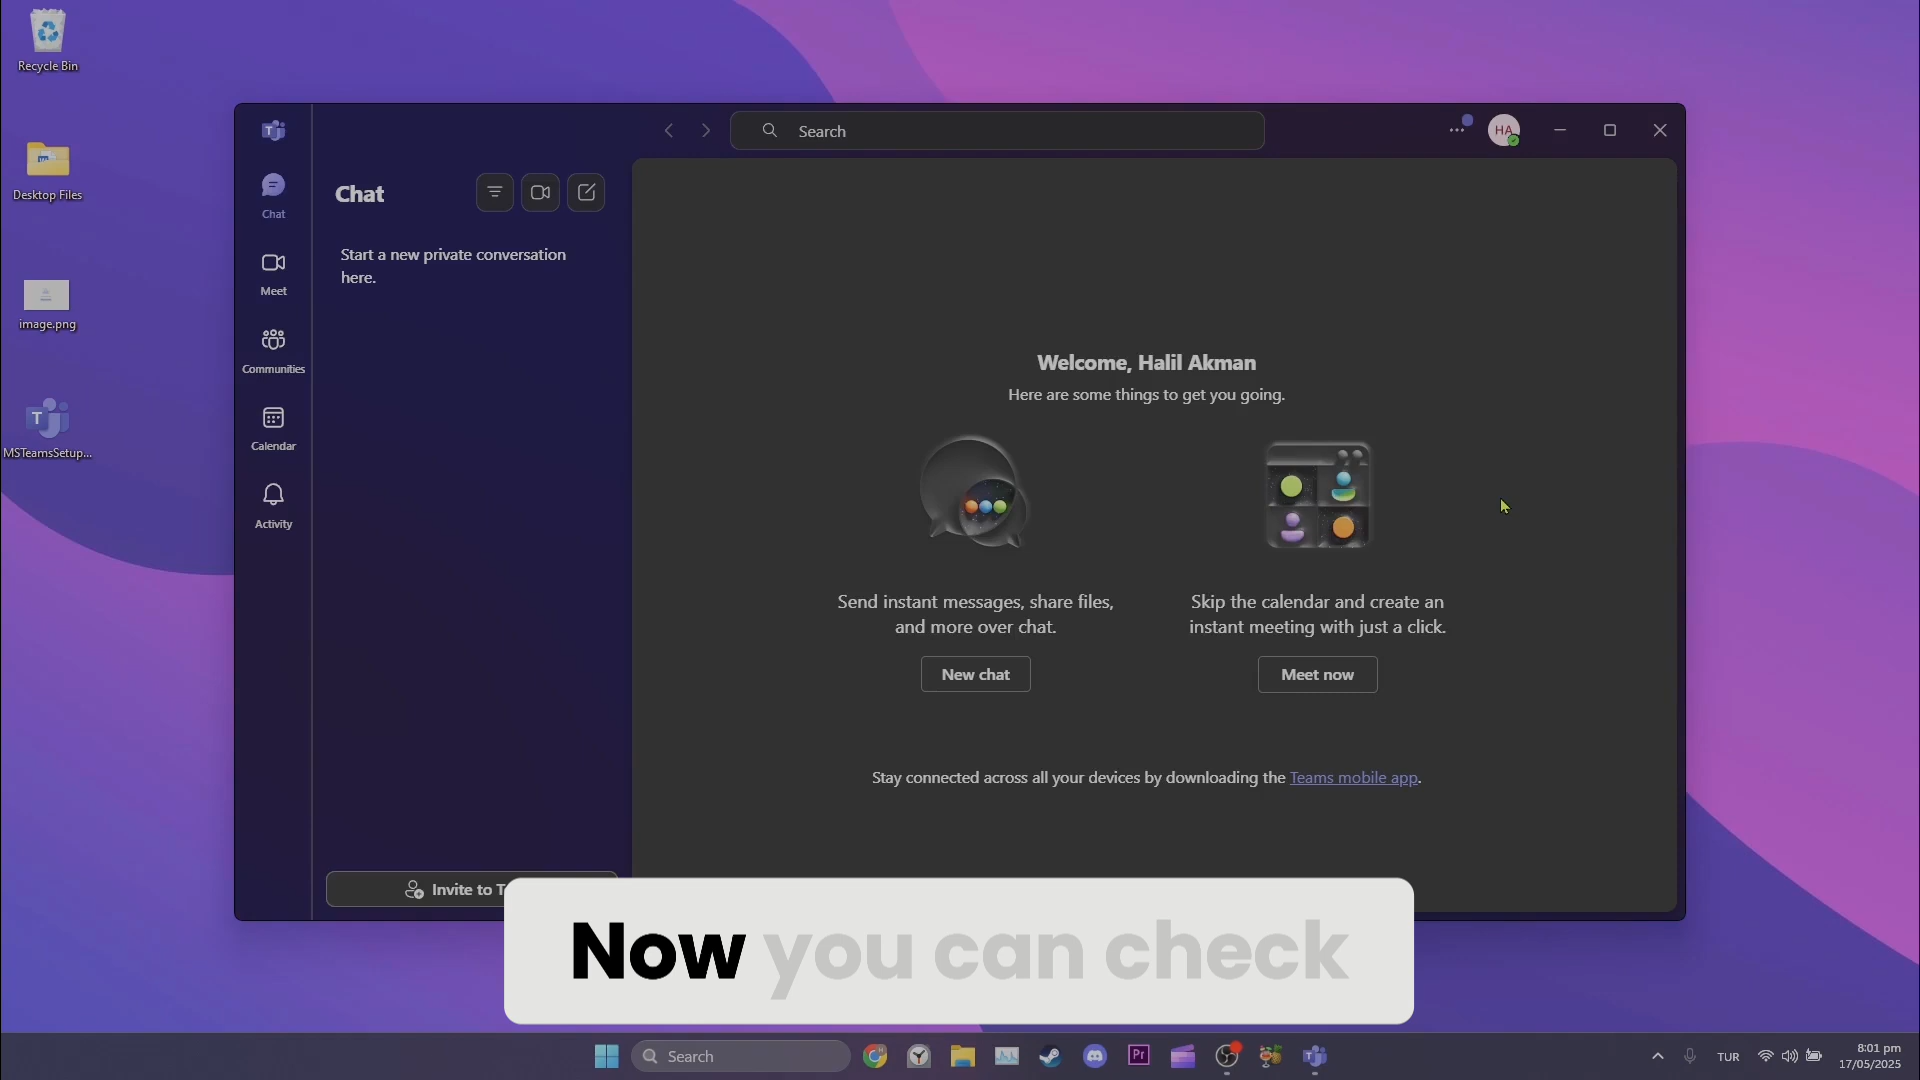 Recycle Bin
Desktop Files
image.png
MSTeamsSetup...
Search
HA
Chat
Meet
Communities
Calendar
Activity
Chat
Start a new private conversation
here.
Welcome, Halil Akman
Here are some things to get you going.
Send instant messages, share files,
and more over chat.
New chat
Skip the calendar and create an
instant meeting with just a click.
Meet now
Stay connected across all your devices by downloading the Teams mobile app.
Invite to T
Now you can check
Search
Pr
TUR
8:01 pm
17/05/2025